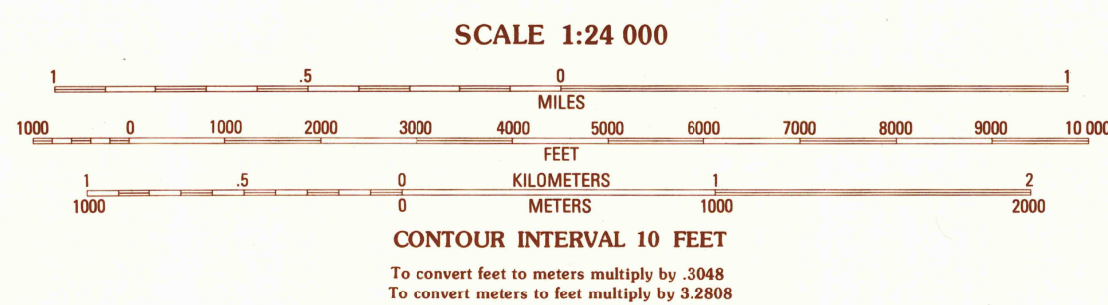 SCALE 1:24 000
1 .5 0 1
MILES
1000 0 1000 2000 3000 4000 5000 6000 7000 8000 9000 10 000
FEET
1 .5 0 KILOMETERS 1 2
1000 0 METERS 1000 2000
CONTOUR INTERVAL 10 FEET
To convert feet to meters multiply by .3048
To convert meters to feet multiply by 3.2808